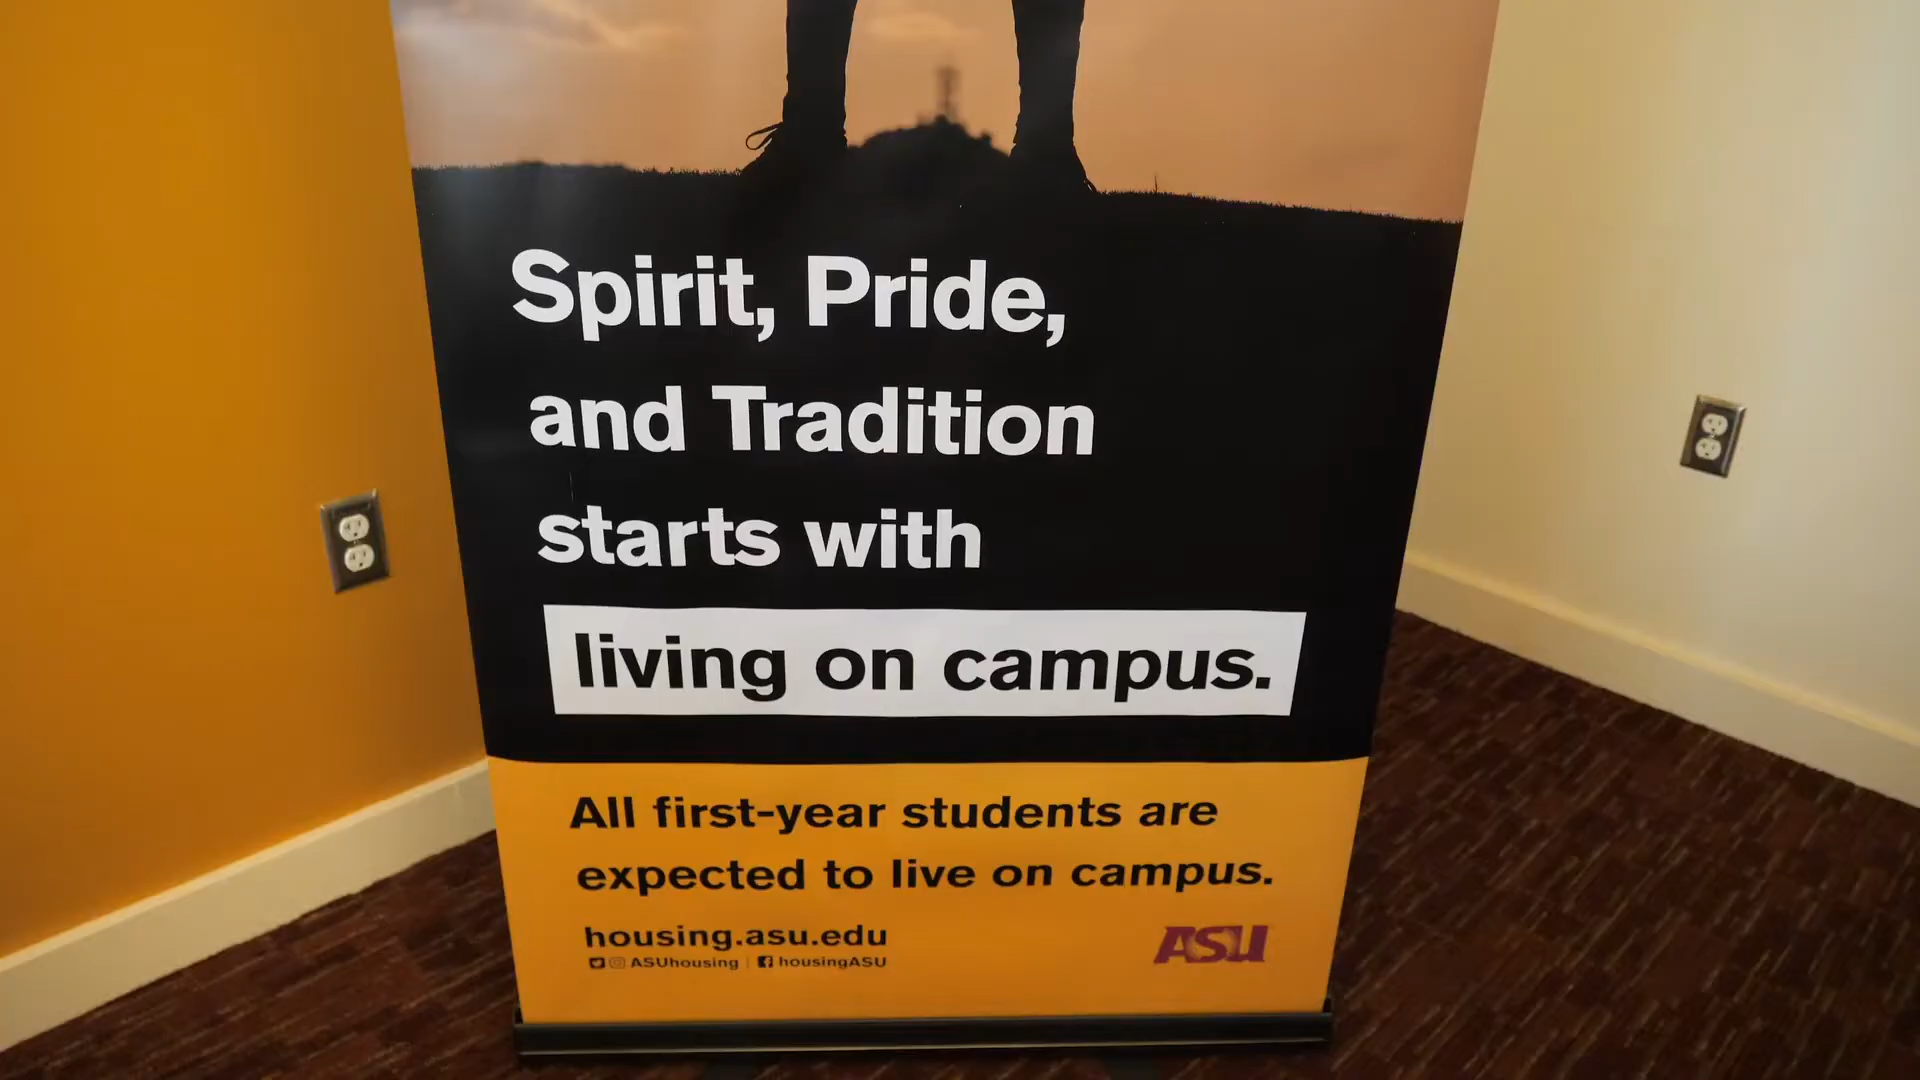 Spirit, Pride,
and Tradition
starts with
living on campus.
All first-year students are
expected to live on campus.
housing.asu.edu
ASUhousing | housingASU
ASU